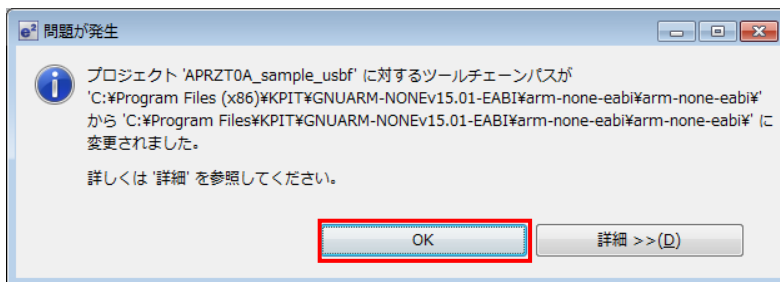 e² 問題が発生
プロジェクト 'APRZT0A_sample_usbf' に対するツールチェーンパスが
'C:¥Program Files (x86)¥KPIT¥GNUARM-NONEv15.01-EABI¥arm-none-eabi¥arm-none-eabi¥'
から 'C:¥Program Files¥KPIT¥GNUARM-NONEv15.01-EABI¥arm-none-eabi¥arm-none-eabi¥' に
変更されました。
詳しくは '詳細' を参照してください。
OK
詳細 >>(D)